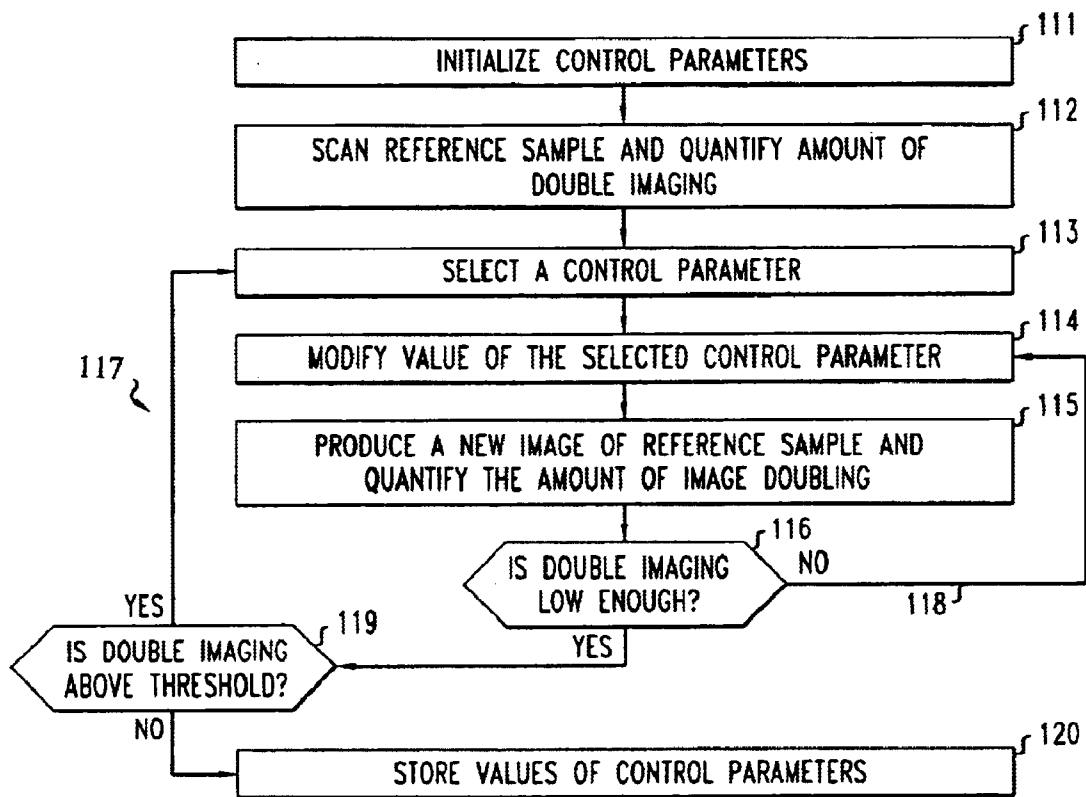 111
INITIALIZE CONTROL PARAMETERS
112
SCAN REFERENCE SAMPLE AND QUANTIFY AMOUNT OF
DOUBLE IMAGING
113
SELECT A CONTROL PARAMETER
114
MODIFY VALUE OF THE SELECTED CONTROL PARAMETER
117
115
PRODUCE A NEW IMAGE OF REFERENCE SAMPLE AND
QUANTIFY THE AMOUNT OF IMAGE DOUBLING
116
IS DOUBLE IMAGING
LOW ENOUGH?
NO
118
YES
YES
119
IS DOUBLE IMAGING
ABOVE THRESHOLD?
NO
120
STORE VALUES OF CONTROL PARAMETERS